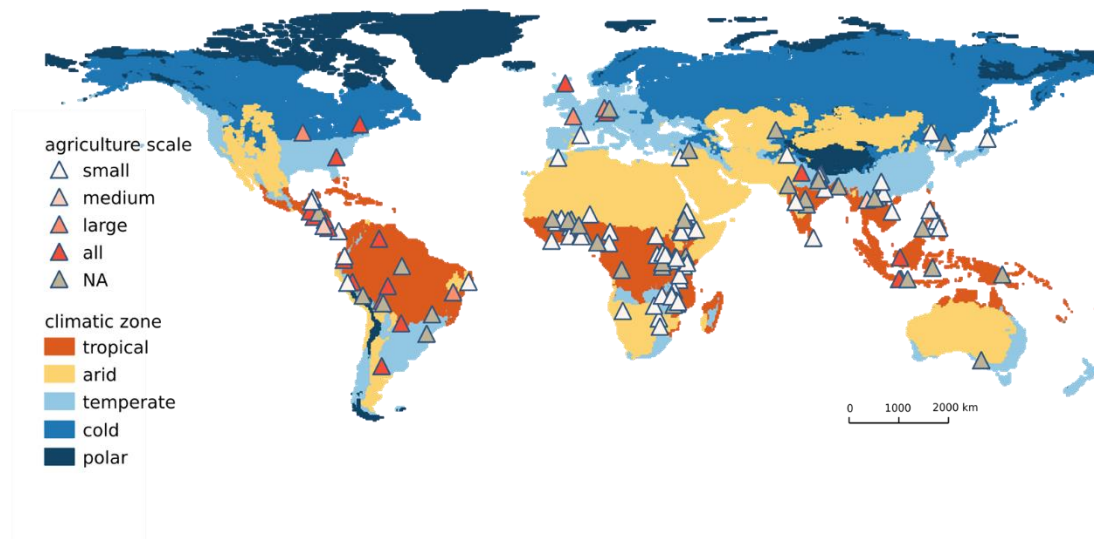 agriculture scale
small
medium
large
all
NA
climatic zone
tropical
arid
temperate
cold
polar
0 1000 2000 km